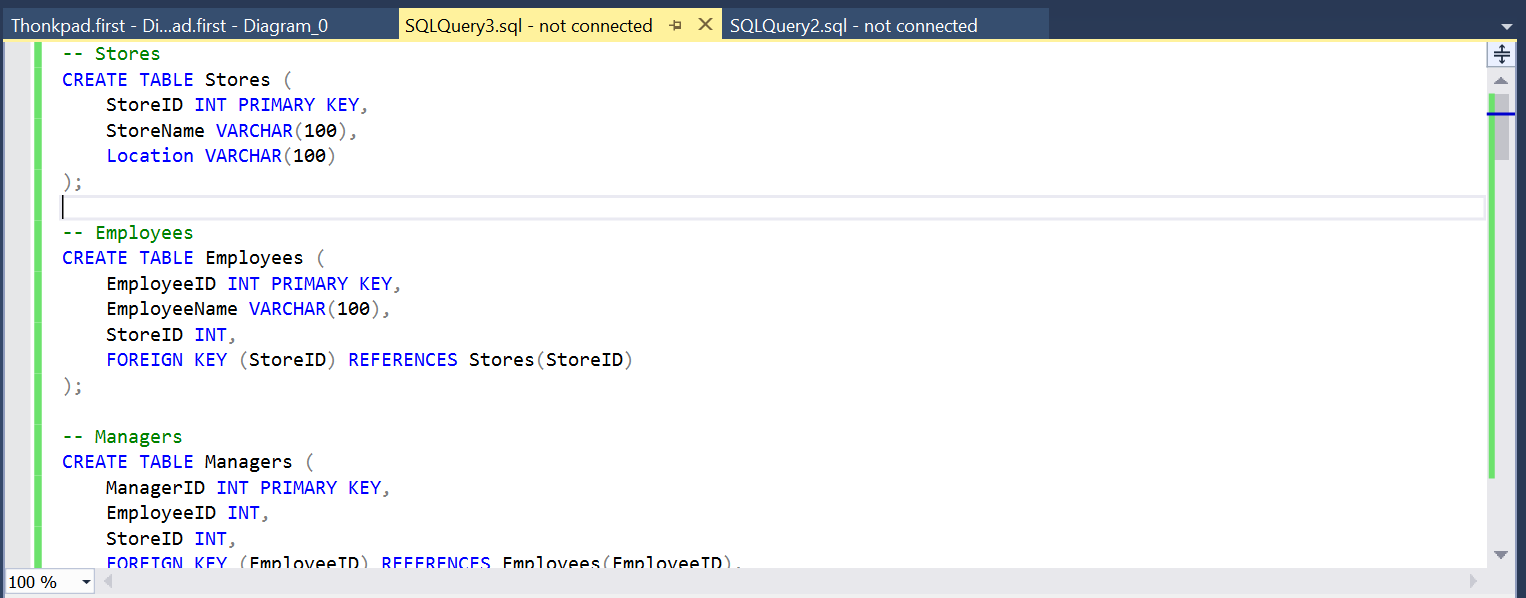 Thonkpad.first - Di...ad.first - Diagram_0
SQLQuery3.sql - not connected
SQLQuery2.sql - not connected
-- Stores
CREATE TABLE Stores (
    StoreID INT PRIMARY KEY,
    StoreName VARCHAR(100),
    Location VARCHAR(100)
);
-- Employees
CREATE TABLE Employees (
    EmployeeID INT PRIMARY KEY,
    EmployeeName VARCHAR(100),
    StoreID INT,
    FOREIGN KEY (StoreID) REFERENCES Stores(StoreID)
);
-- Managers
CREATE TABLE Managers (
    ManagerID INT PRIMARY KEY,
    EmployeeID INT,
    StoreID INT,
    FOREIGN KEY (EmployeeID) REFERENCES Employees(EmployeeID),
100 %